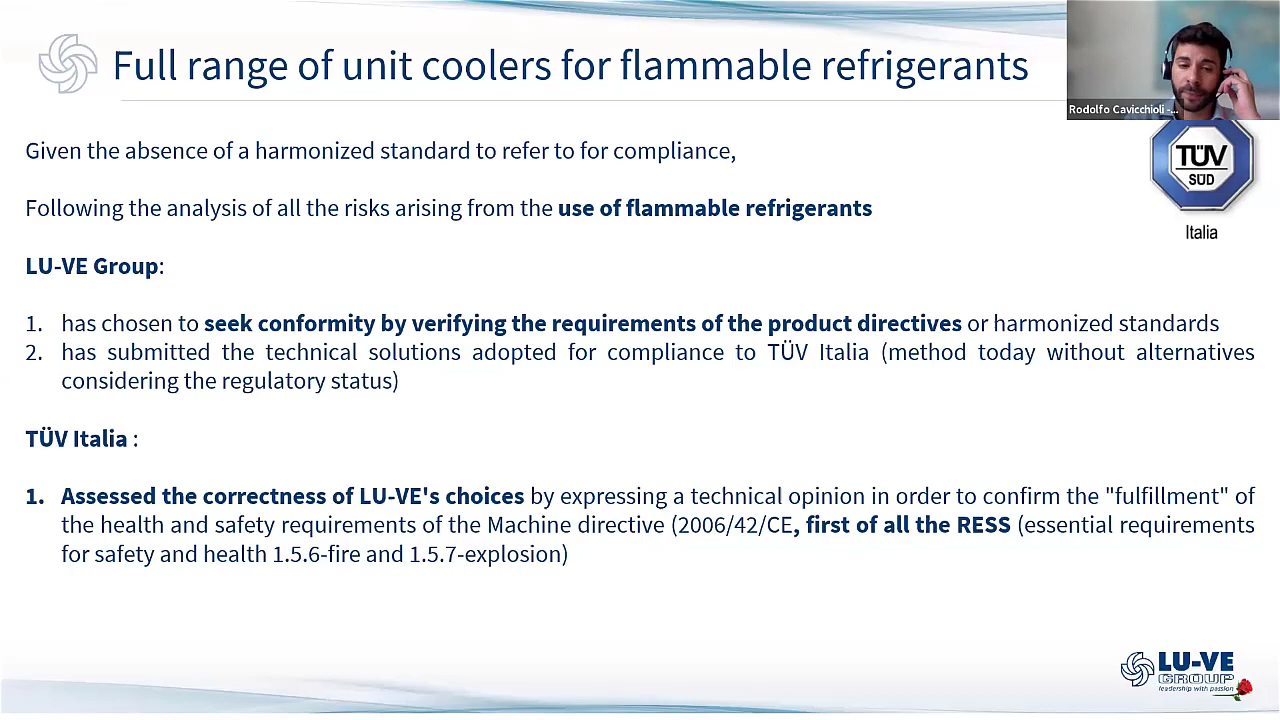 Full range of unit coolers for flammable refrigerants
Rodolfo Cavicchioli -...
Given the absence of a harmonized standard to refer to for compliance,
TÜV
SÜD
Italia
Following the analysis of all the risks arising from the use of flammable refrigerants
LU-VE Group:
1. has chosen to seek conformity by verifying the requirements of the product directives or harmonized standards
2. has submitted the technical solutions adopted for compliance to TÜV Italia (method today without alternatives
considering the regulatory status)
TÜV Italia :
1. Assessed the correctness of LU-VE's choices by expressing a technical opinion in order to confirm the "fulfillment" of
the health and safety requirements of the Machine directive (2006/42/CE, first of all the RESS (essential requirements
for safety and health 1.5.6-fire and 1.5.7-explosion)
LU-VE
GROUP
leadership with passion